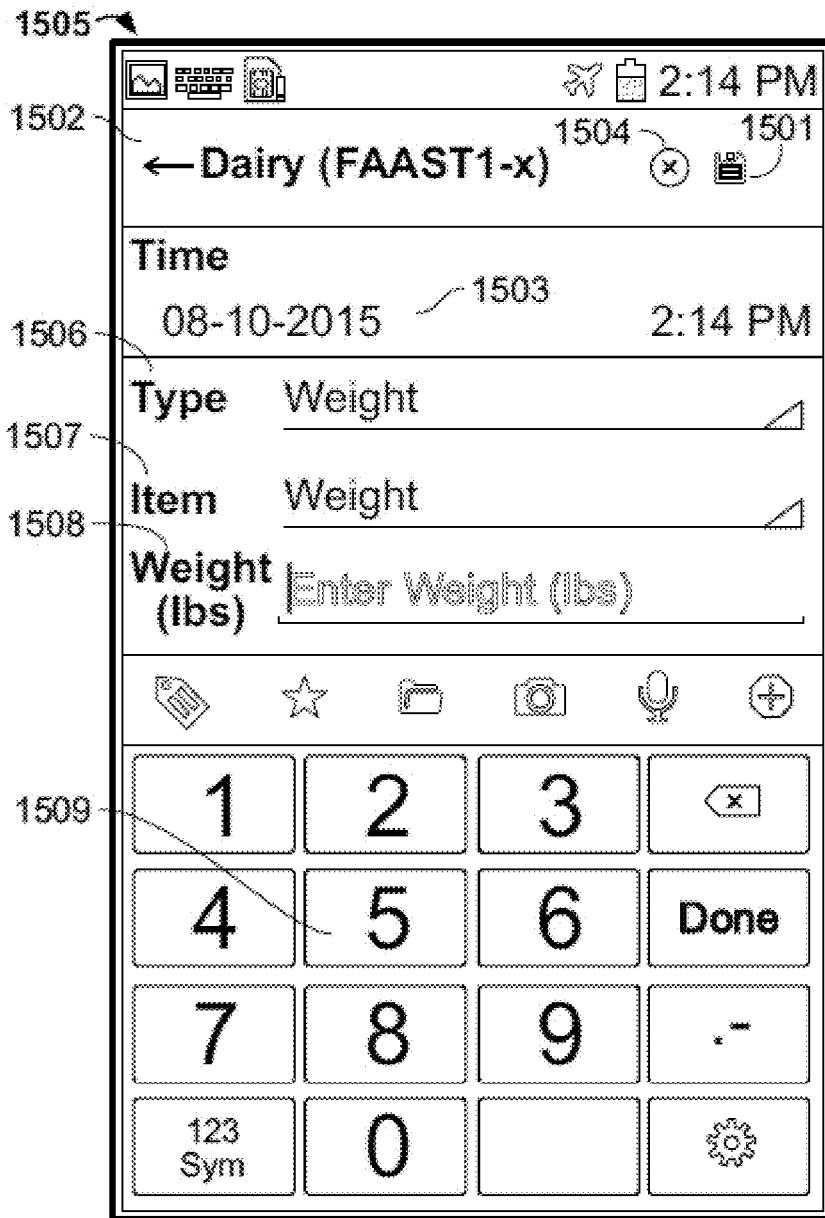 1505
2:14 PM
1502
1504
1501
←Dairy (FAAST1-x)
Time
1503
08-10-2015
2:14 PM
1506
Type Weight
1507
Item Weight
1508
Weight (lbs) Enter Weight (lbs)
1 2 3
1509
4 5 6 Done
7 8 9 .-
123 Sym 0